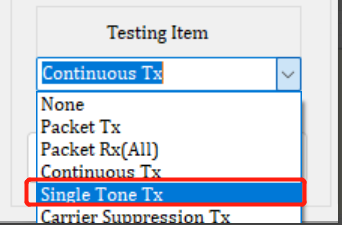 Testing Item
Continuous Tx
None
Packet Tx
Packet Rx(All)
Continuous Tx
Single Tone Tx
Carrier Suppression Tx